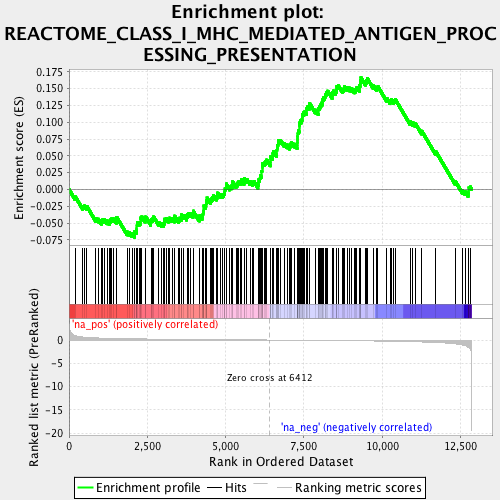 Enrichment plot:
REACTOME_CLASS_I_MHC_MEDIATED_ANTIGEN_PROC
ESSING_PRESENTATION
Enrichment score (ES)
0.175
0.150
0.125
0.100
0.075
0.050
0.025
0.000
-0.025
-0.050
-0.075
'na_pos' (positively correlated)
Ranked list metric (PreRanked)
0
-5
-10
-15
-20
Zero cross at 6412
'na_neg' (negatively correlated)
0 2,500 5,000 7,500 10,000 12,500
Rank in Ordered Dataset
Enrichment profile Hits Ranking metric scores